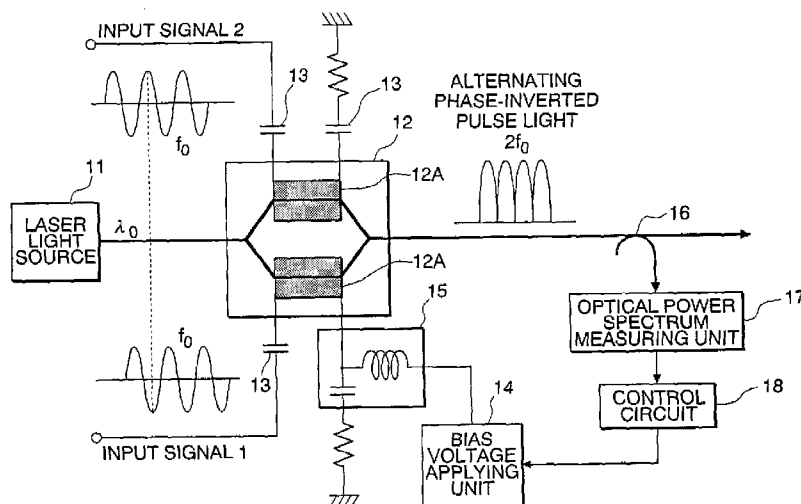 INPUT SIGNAL 2
13
13
ALTERNATING
PHASE-INVERTED
PULSE LIGHT
2f0
f0
12
11
12A
16
LASER
LIGHT
SOURCE
λ0
12A
15
17
OPTICAL POWER
SPECTRUM
MEASURING UNIT
f0
13
14
18
CONTROL
CIRCUIT
BIAS
VOLTAGE
APPLYING
UNIT
INPUT SIGNAL 1